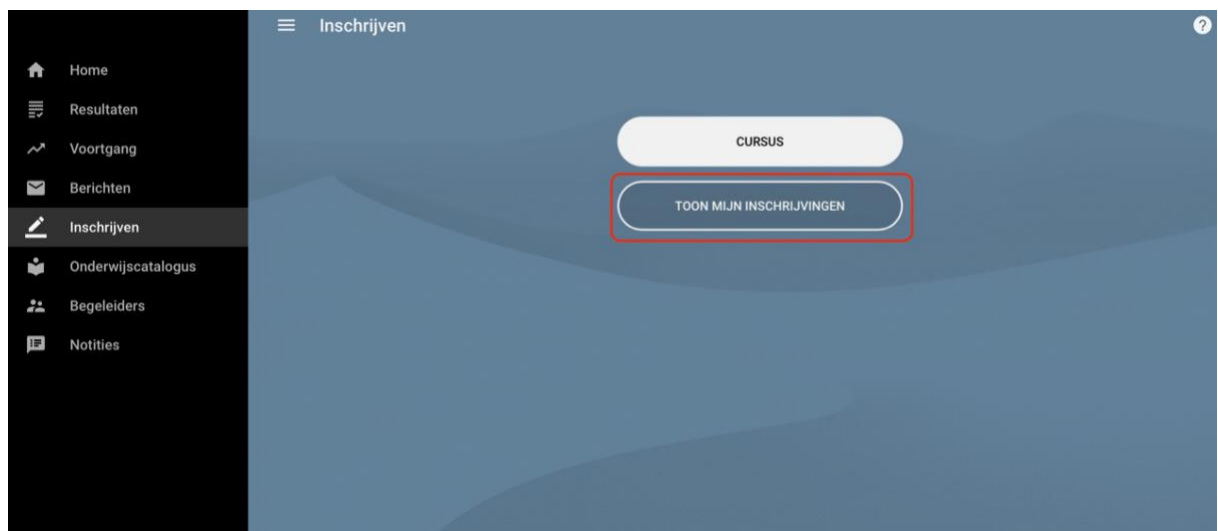 Inschrijven
?
Home
Resultaten
Voortgang
Berichten
Inschrijven
Onderwijscatalogus
Begeleiders
Notities
CURSUS
TOON MIJN INSCHRIJVINGEN